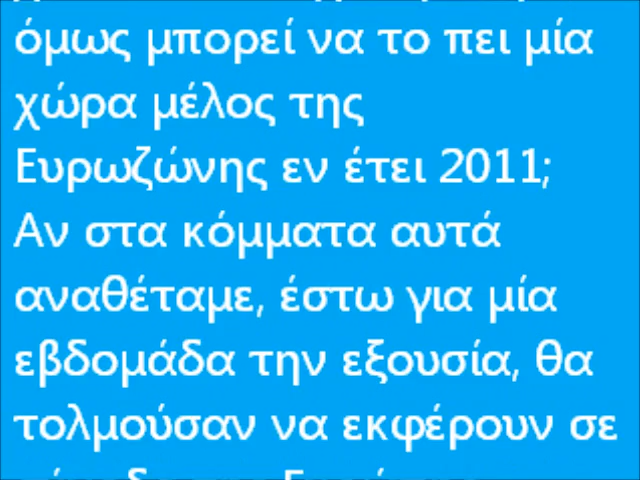 όμως μπορεί να το πει μία
χώρα μέλος της
Ευρωζώνης εν έτει 2011;
Αν στα κόμματα αυτά
αναθέταμε, έστω για μία
εβδομάδα την εξουσία, θα
τολμούσαν να εκφέρουν σε